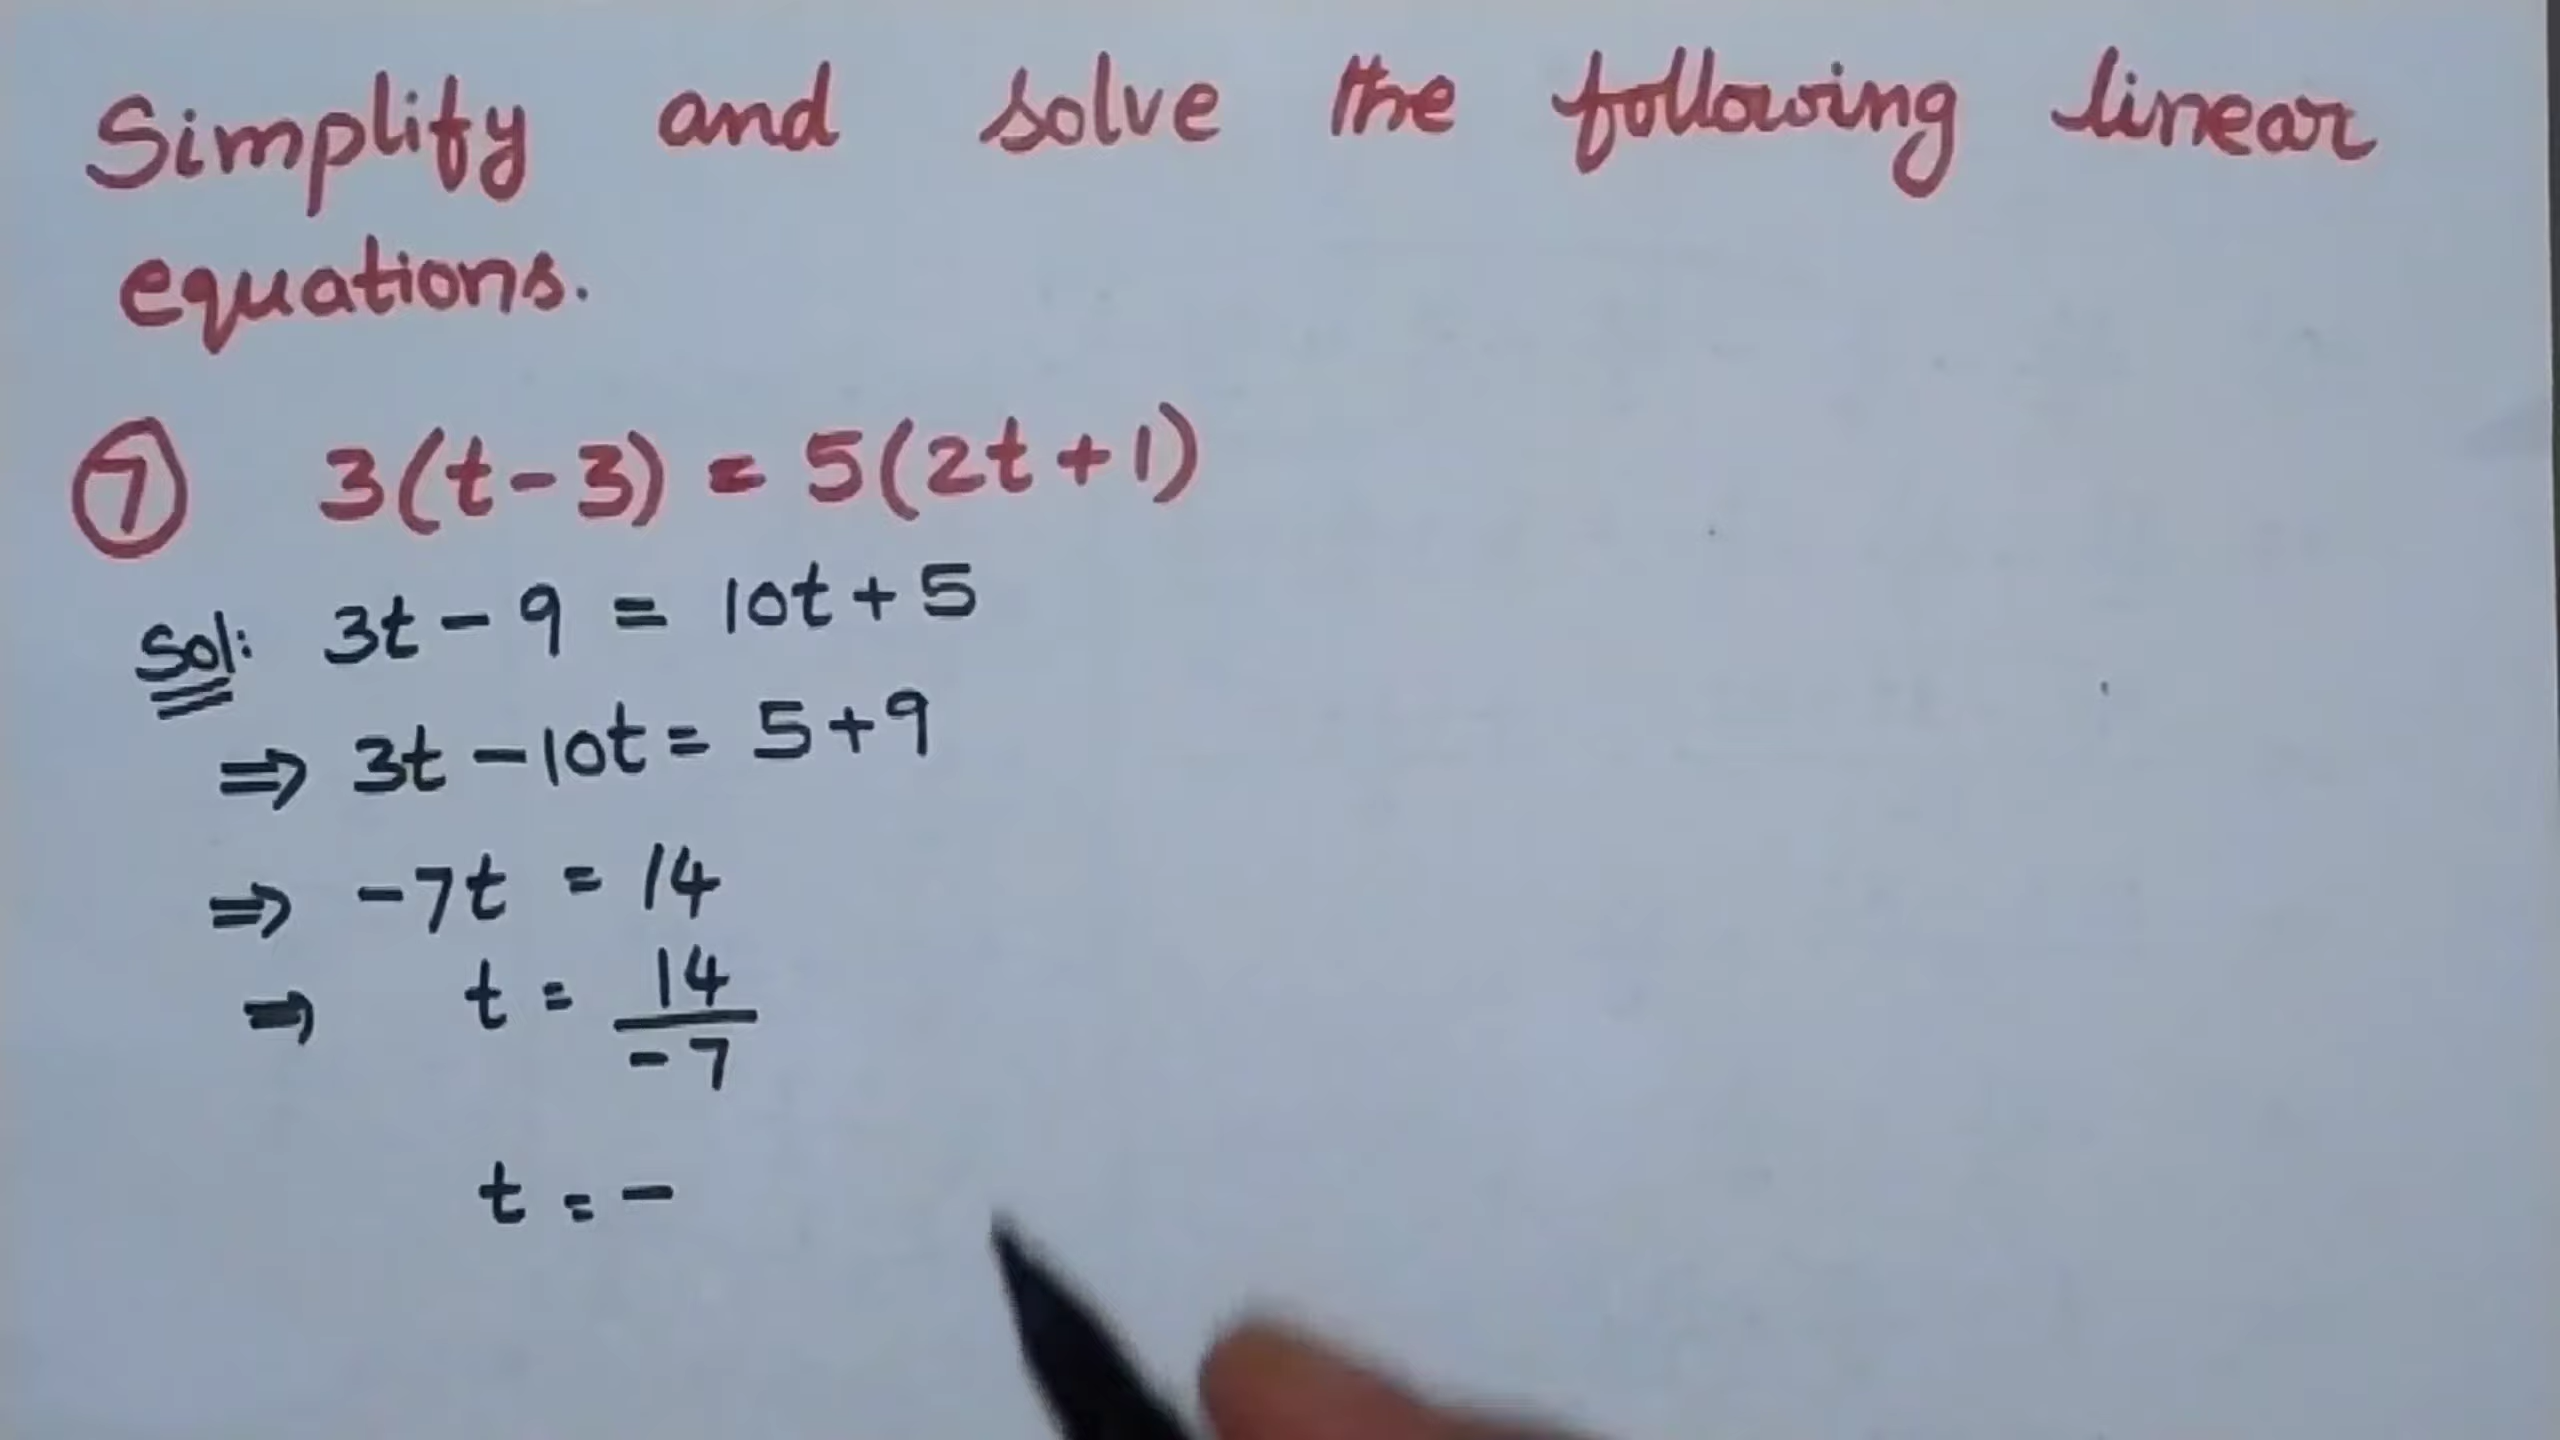 Simplify and solve the following linear
equations.
⑦ 3(t-3) = 5(2t+1)
Sol: 3t - 9 = 10t + 5
⇒ 3t - 10t = 5+9
⇒ -7t = 14
⇒ t = 14/-7
t = -